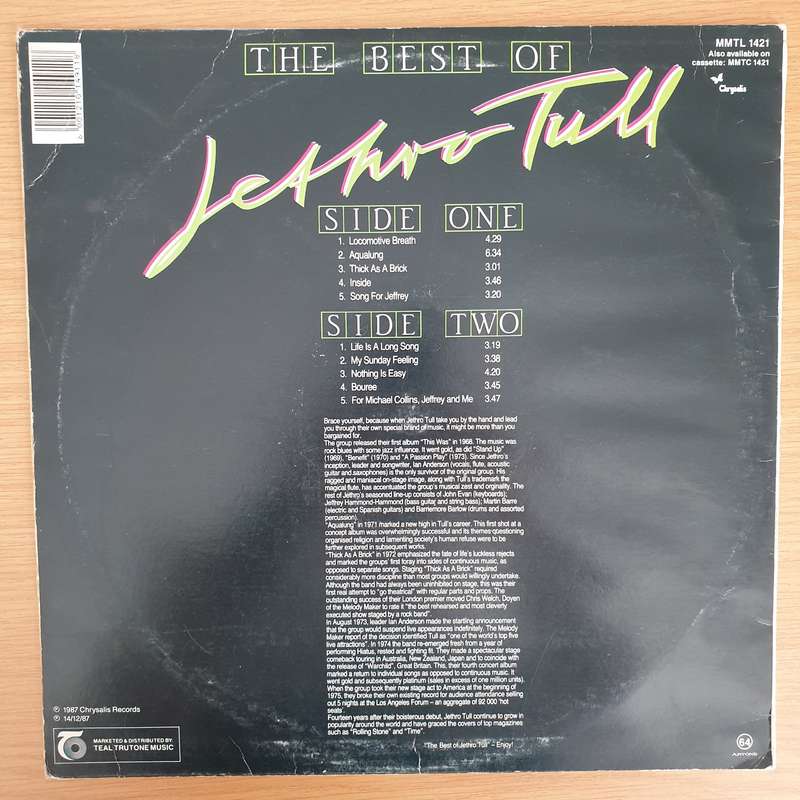 THE BEST OF
Jethro Tull
MMTL 1421
Also available on
cassette: MMTC 1421
Chrysalis
SIDE ONE
1. Locomotive Breath 4.29
2. Aqualung 6.34
3. Thick As A Brick 3.01
4. Inside 3.46
5. Song For Jeffrey 3.20
SIDE TWO
1. Life Is A Long Song 3.19
2. My Sunday Feeling 3.38
3. Nothing Is Easy 4.20
4. Bouree 3.45
5. For Michael Collins, Jeffrey and Me 3.47
Brace yourself, because when Jethro Tull take you by the hand and lead
you through their own special brand of music, it might be more than you
bargained for.
The group released their first album "This Was" in 1968. The music was
rock blues with some jazz influence. It went gold, as did "Stand Up"
(1969), "Benefit" (1970) and "A Passion Play" (1973). Since Jethro's
inception, leader and songwriter, Ian Anderson (vocals, flute, acoustic
guitar and saxophones) is the only survivor of the original group. His
ragged and maniacal on-stage image, along with Tull's trademark the
magical flute, has accentuated the group's musical zest and orginality. The
rest of Jethro's seasoned line-up consists of John Evan (keyboards);
Jeffrey Hammond-Hammond (bass guitar and string bass); Martin Barre
(electric and Spanish guitars) and Barriemore Barlow (drums and assorted
percussion).
"Aqualung" in 1971 marked a new high in Tull's career. This first shot at a
concept album was overwhelmingly successful and its themes-questioning
organised religion and lamenting society's human refuse were to be
farther explored in subsequent works.
"Thick As A Brick" in 1972 emphasized the fate of life's luckless rejects
and marked the groups' first foray into sides of continuous music, as
opposed to separate songs. Staging "Thick As A Brick" required
considerably more discipline than most groups would willingly undertake.
Although the band had always been uninhibited on stage, this was their
first real attempt to "go theatrical" with regular parts and props. The
outstanding success of their London premier moved Chris Welch, Doyen
of the Melody Maker to rate it "the best rehearsed and most cleverly
executed show staged by a rock band".
In August 1973, leader Ian Anderson made the startling announcement
that the group would suspend live appearances indefinitely. The Melody
Maker report of the decision identified Tull as "one of the world's top five
live attractions". In 1974 the band re-emerged fresh from a year of
performing Hiatus, rested and fighting fit. They made a spectacular stage
comeback touring in Australia, New Zealand, Japan and to coincide with
the release of "Warchild", Great Britain. This, their fourth concert album
marked a return to individual songs as opposed to continuous music. It
went gold and subsequently platinum (sales in excess of one million units).
When the group took their new stage act to America at the beginning of
1975, they broke their own existing record for audience attendance selling
out 5 nights at the Los Angeles Forum – an aggregate of 92 000 'hot
seats'.
Fourteen years after their boisterous debut, Jethro Tull continue to grow in
popularity around the world and have graced the covers of top magazines
such as "Rolling Stone" and "Time".
"The Best of Jethro Tull" – Enjoy!
℗ 1987 Chrysalis Records
℗ 14/12/87
MARKETED & DISTRIBUTED BY:
TEAL TRUTONE MUSIC
64